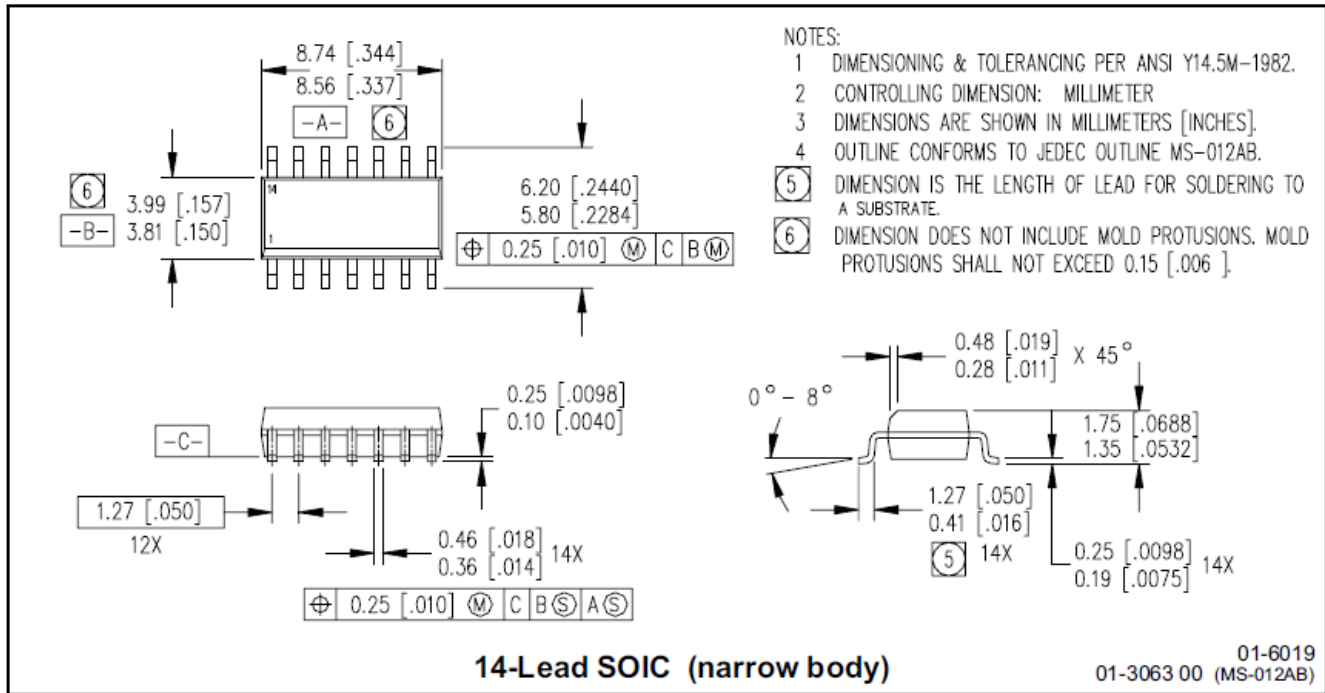 8.74 [.344]
8.56 [.337]
-A- 6
6
3.99 [.157]
-B- 3.81 [.150]
14
1
6.20 [.2440]
5.80 [.2284]
⌖ 0.25 [.010] Ⓜ C B Ⓜ
NOTES:
1 DIMENSIONING & TOLERANCING PER ANSI Y14.5M-1982.
2 CONTROLLING DIMENSION: MILLIMETER
3 DIMENSIONS ARE SHOWN IN MILLIMETERS [INCHES].
4 OUTLINE CONFORMS TO JEDEC OUTLINE MS-012AB.
5 DIMENSION IS THE LENGTH OF LEAD FOR SOLDERING TO
A SUBSTRATE.
6 DIMENSION DOES NOT INCLUDE MOLD PROTUSIONS. MOLD
PROTUSIONS SHALL NOT EXCEED 0.15 [.006 ].
-C-
0.25 [.0098]
0.10 [.0040]
1.27 [.050]
12X
0.46 [.018]
0.36 [.014] 14X
⌖ 0.25 [.010] Ⓜ C B Ⓢ A Ⓢ
0.48 [.019]
0.28 [.011] X 45°
0° - 8°
1.75 [.0688]
1.35 [.0532]
1.27 [.050]
0.41 [.016]
5 14X
0.25 [.0098]
0.19 [.0075] 14X
14-Lead SOIC (narrow body)
01-6019
01-3063 00 (MS-012AB)